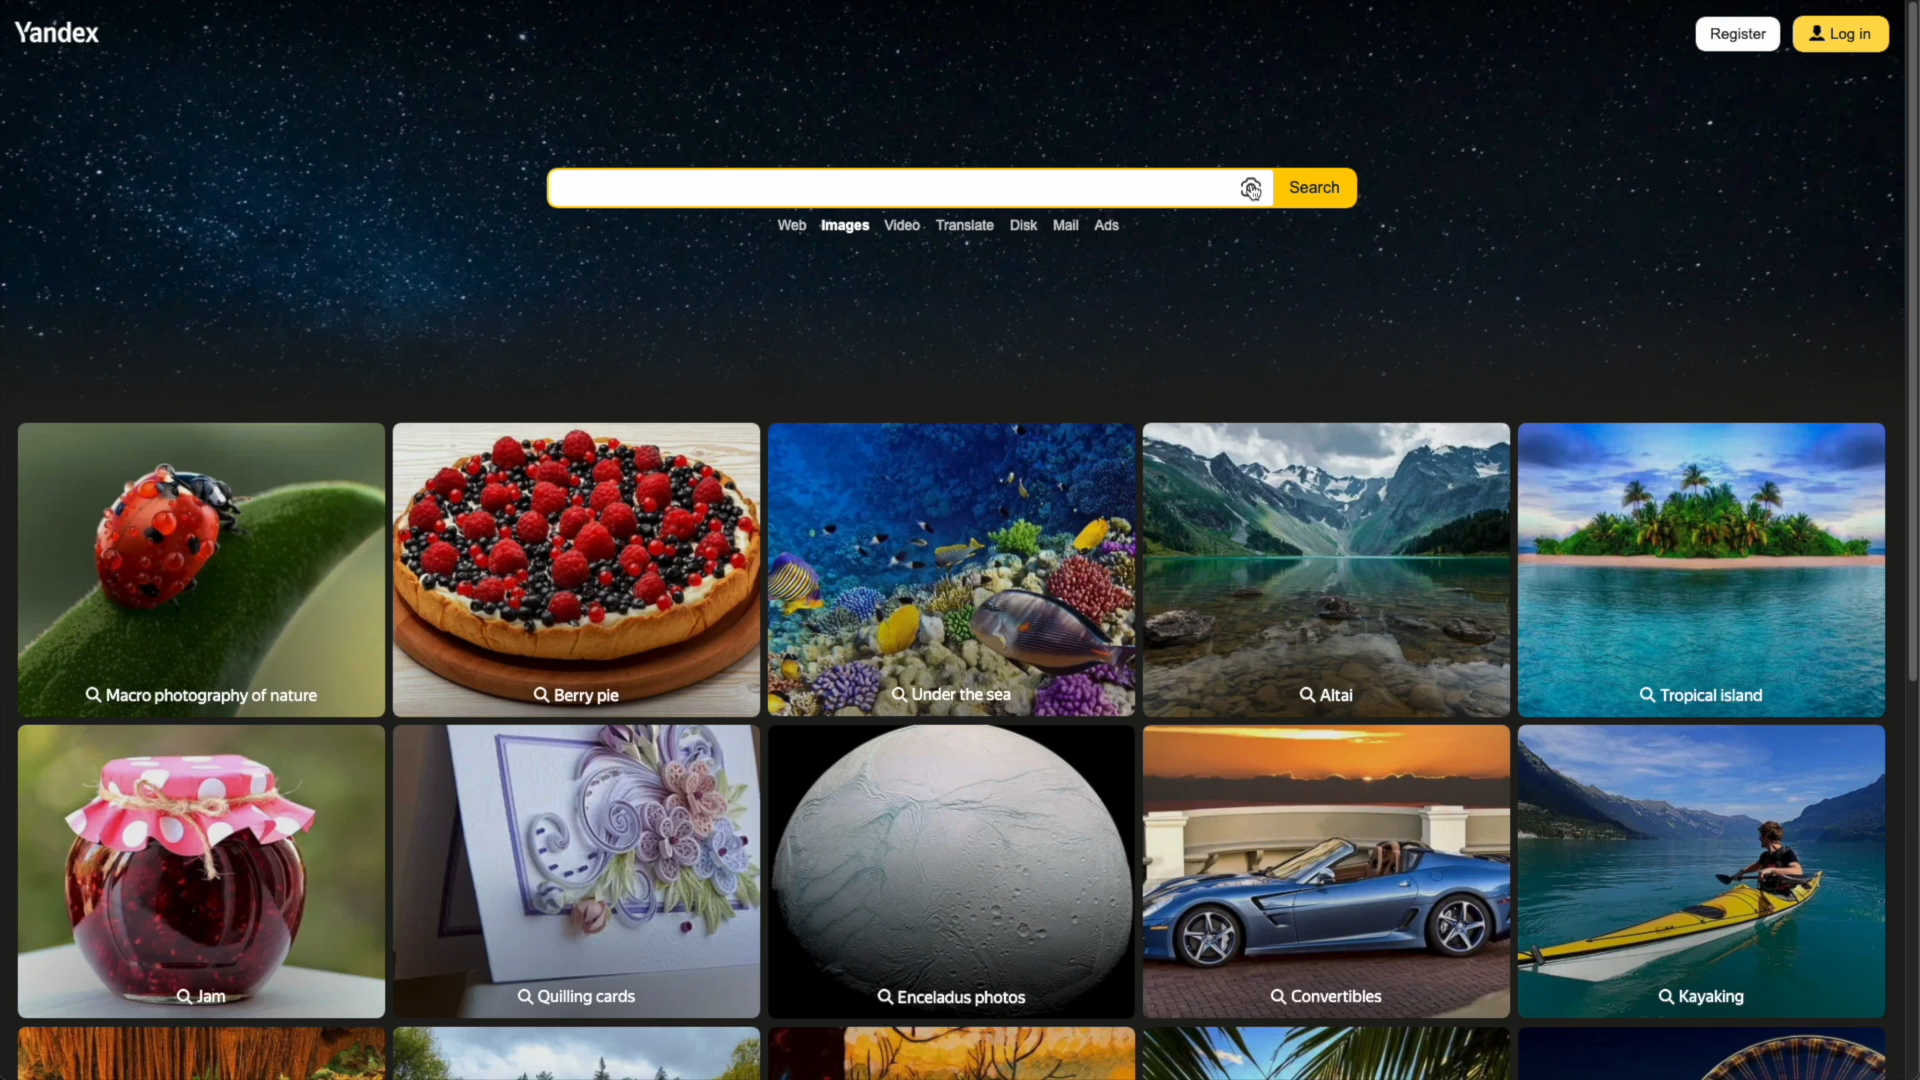 Yandex
Register
Log in
Search
Web Images Video Translate Disk Mail Ads
Macro photography of nature
Berry pie
Under the sea
Altai
Tropical island
Jam
Quilling cards
Enceladus photos
Convertibles
Kayaking